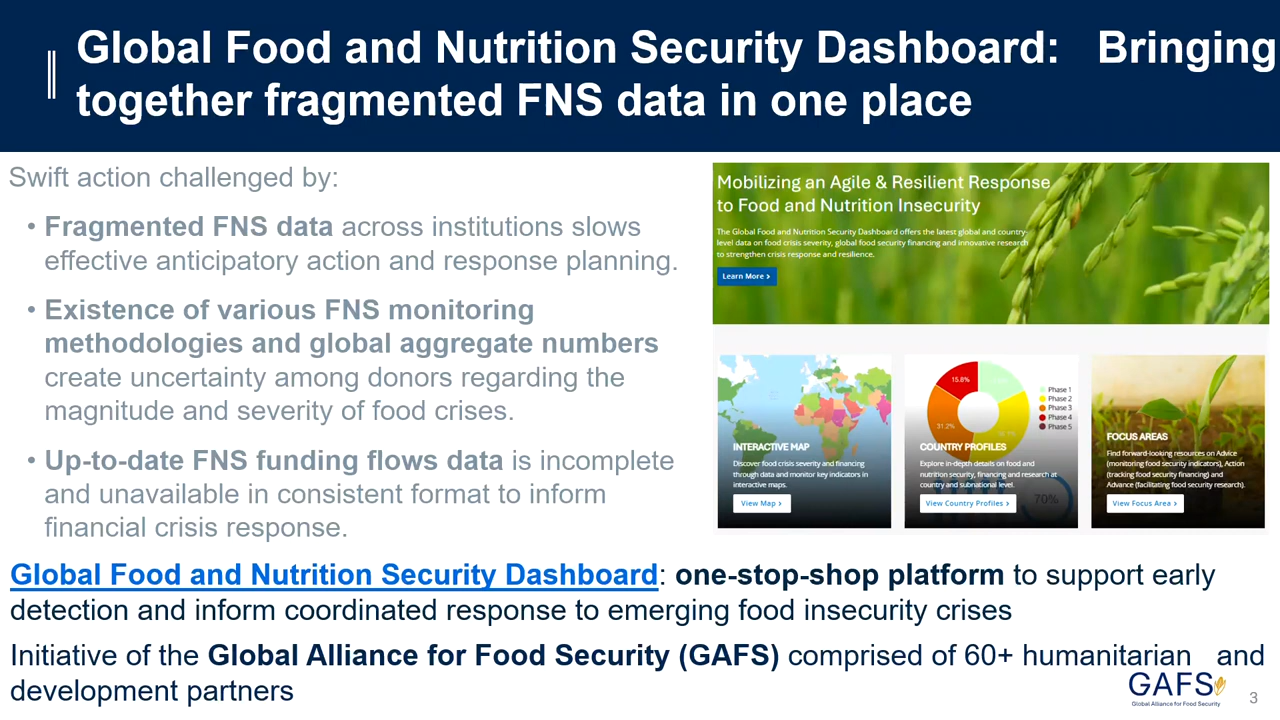 Global Food and Nutrition Security Dashboard: Bringing
together fragmented FNS data in one place
Swift action challenged by:
• Fragmented FNS data across institutions slows
effective anticipatory action and response planning.
• Existence of various FNS monitoring
methodologies and global aggregate numbers
create uncertainty among donors regarding the
magnitude and severity of food crises.
• Up-to-date FNS funding flows data is incomplete
and unavailable in consistent format to inform
financial crisis response.
Mobilizing an Agile & Resilient Response
to Food and Nutrition Insecurity
The Global Food and Nutrition Security Dashboard offers the latest global and country-
level data on food crisis severity, global food security financing and innovative research
to strengthen crisis response and resilience.
Learn More >
INTERACTIVE MAP
Discover food crisis severity and financing
through data and monitor key indicators in
interactive maps.
View Map >
15.8%
31.2%
Phase 1
Phase 2
Phase 3
Phase 4
Phase 5
COUNTRY PROFILES
Explore in-depth details on food and
nutrition security, financing and research at
country and subnational level.
View Country Profiles >
70%
FOCUS AREAS
Find forward-looking resources on Advice
(monitoring food security indicators), Action
(tracking food security financing) and
Advance (facilitating food security research).
View Focus Area >
Global Food and Nutrition Security Dashboard: one-stop-shop platform to support early
detection and inform coordinated response to emerging food insecurity crises
Initiative of the Global Alliance for Food Security (GAFS) comprised of 60+ humanitarian and
development partners
GAFS
Global Alliance for Food Security
3